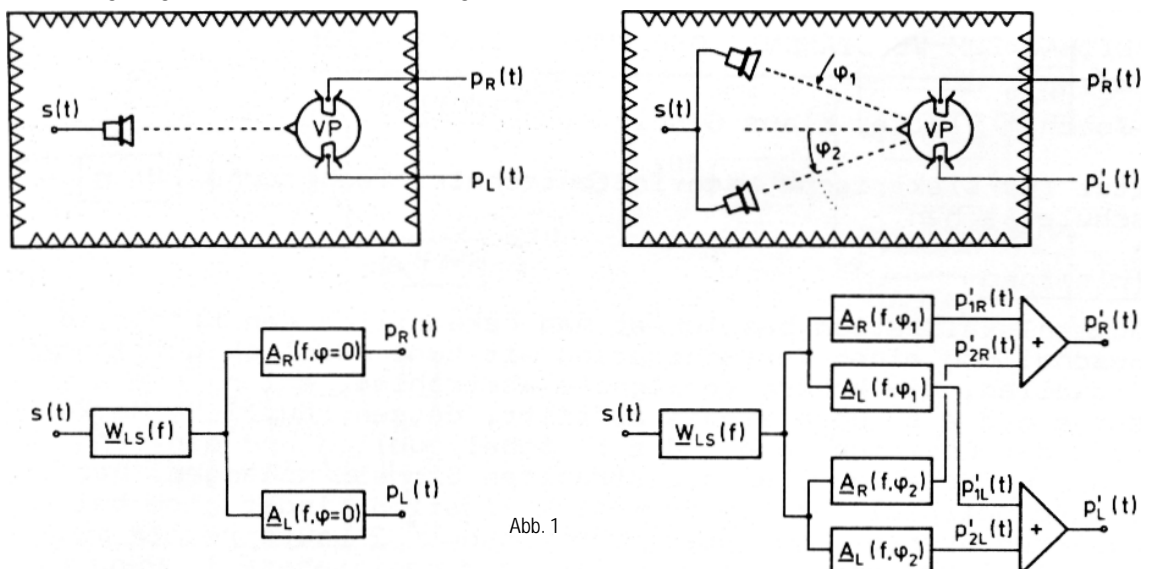 s(t)
VP
p_R(t)
p_L(t)
s(t)
φ₁
φ₂
VP
p'_R(t)
p'_L(t)
s(t)
W_LS(f)
A_R(f,φ=0)
p_R(t)
A_L(f,φ=0)
p_L(t)
Abb. 1
s(t)
W_LS(f)
A_R(f,φ₁)
p'_1R(t)
A_L(f,φ₁)
p'_2R(t)
+
p'_R(t)
A_R(f,φ₂)
p'_1L(t)
A_L(f,φ₂)
p'_2L(t)
+
p'_L(t)